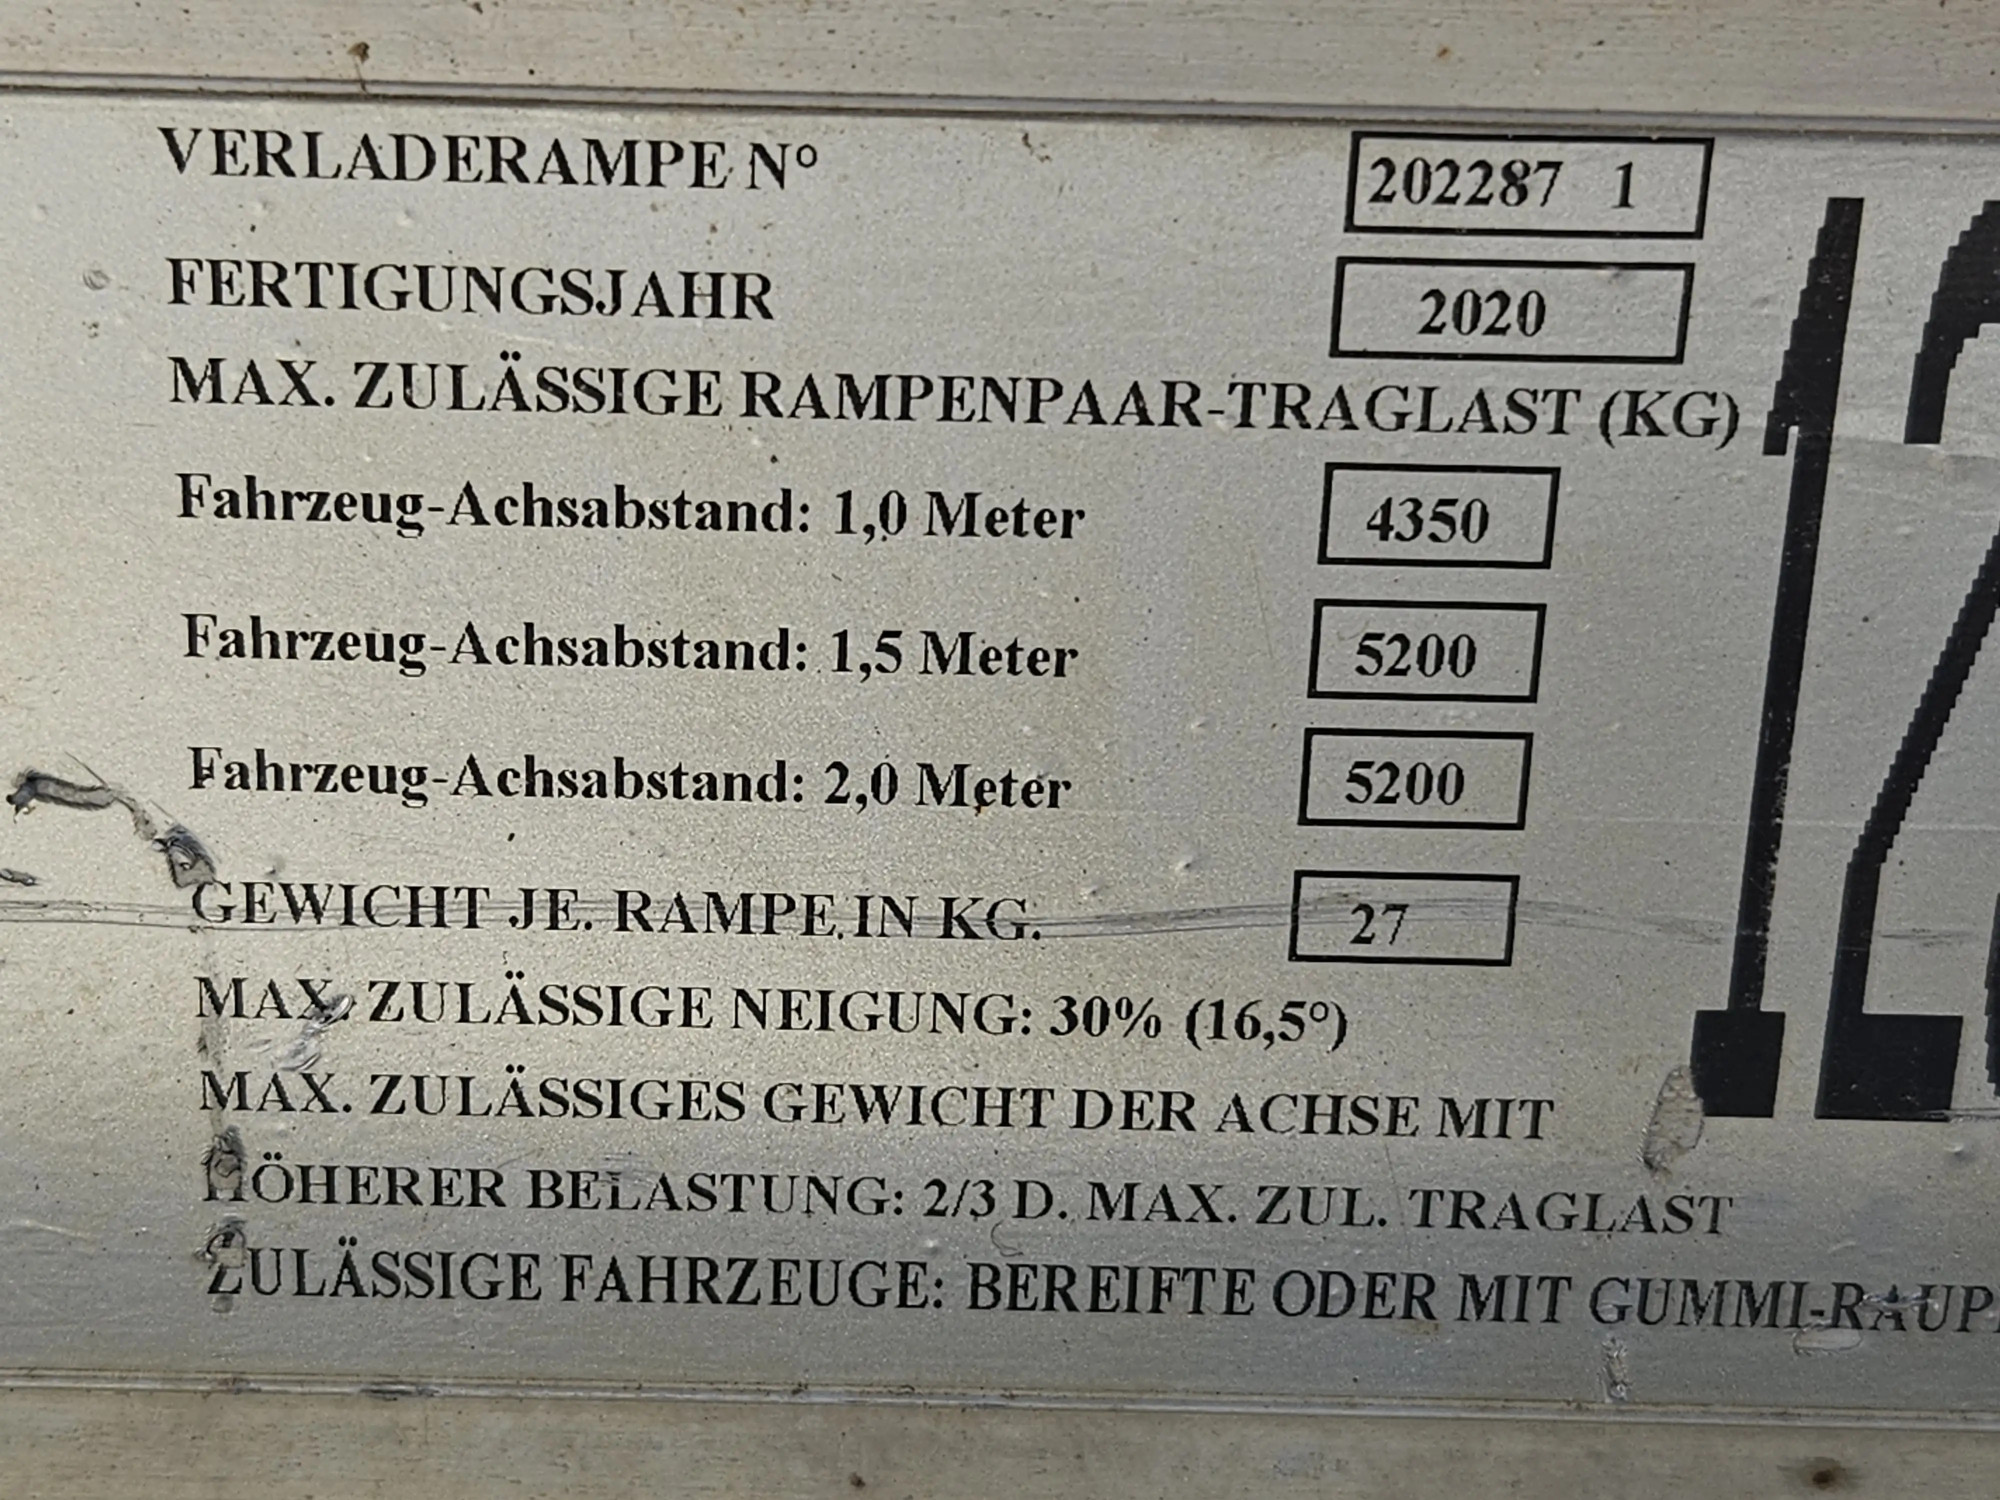 VERLADERAMPE N° 202287 1
FERTIGUNGSJAHR 2020
MAX. ZULÄSSIGE RAMPENPAAR-TRAGLAST (KG)
Fahrzeug-Achsabstand: 1,0 Meter 4350
Fahrzeug-Achsabstand: 1,5 Meter 5200
Fahrzeug-Achsabstand: 2,0 Meter 5200
GEWICHT JE. RAMPE. IN KG. 27
MAX. ZULÄSSIGE NEIGUNG: 30% (16,5°)
MAX. ZULÄSSIGES GEWICHT DER ACHSE MIT
HÖHERER BELASTUNG: 2/3 D. MAX. ZUL. TRAGLAST
ZULÄSSIGE FAHRZEUGE: BEREIFTE ODER MIT GUMMI-RAUP
12